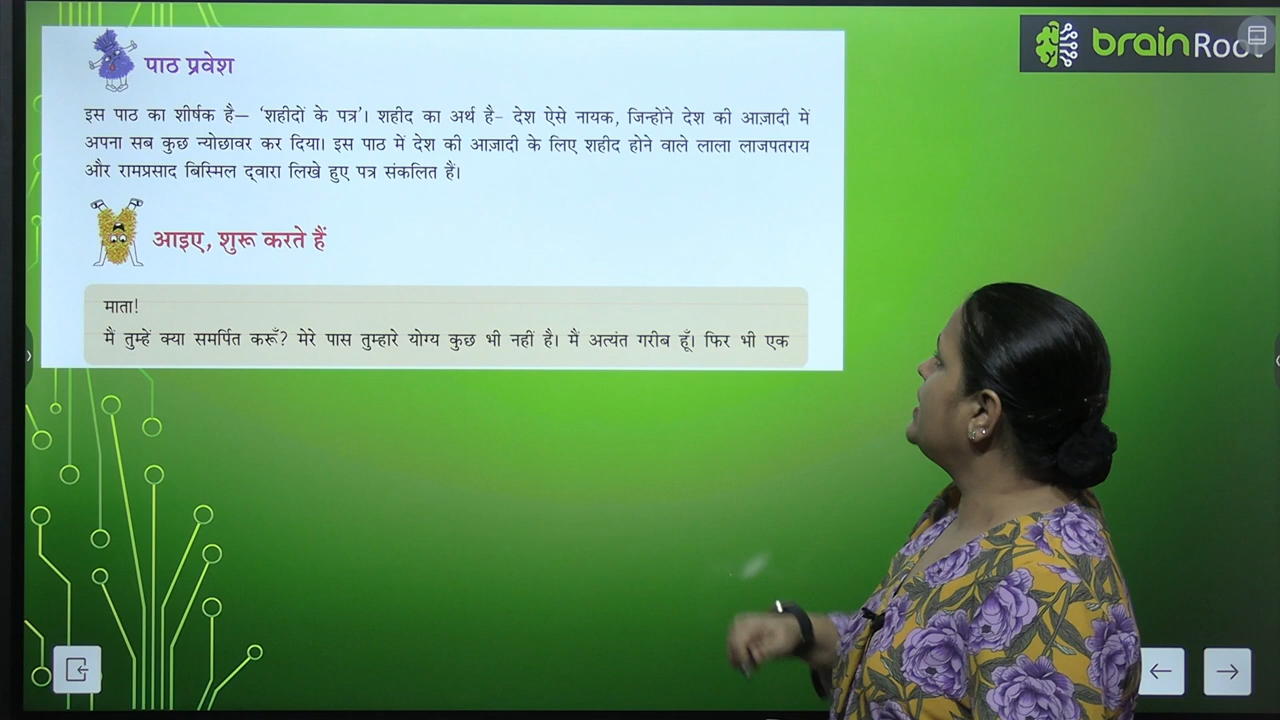 brainRoot
पाठ प्रवेश
इस पाठ का शीर्षक है– ‘शहीदों के पत्र’। शहीद का अर्थ है- देश ऐसे नायक, जिन्होंने देश की आज़ादी में
अपना सब कुछ न्योछावर कर दिया। इस पाठ में देश की आज़ादी के लिए शहीद होने वाले लाला लाजपतराय
और रामप्रसाद बिस्मिल द्वारा लिखे हुए पत्र संकलित हैं।
आइए, शुरू करते हैं
माता!
मैं तुम्हें क्या समर्पित करूँ? मेरे पास तुम्हारे योग्य कुछ भी नहीं है। मैं अत्यंत गरीब हूँ। फिर भी एक